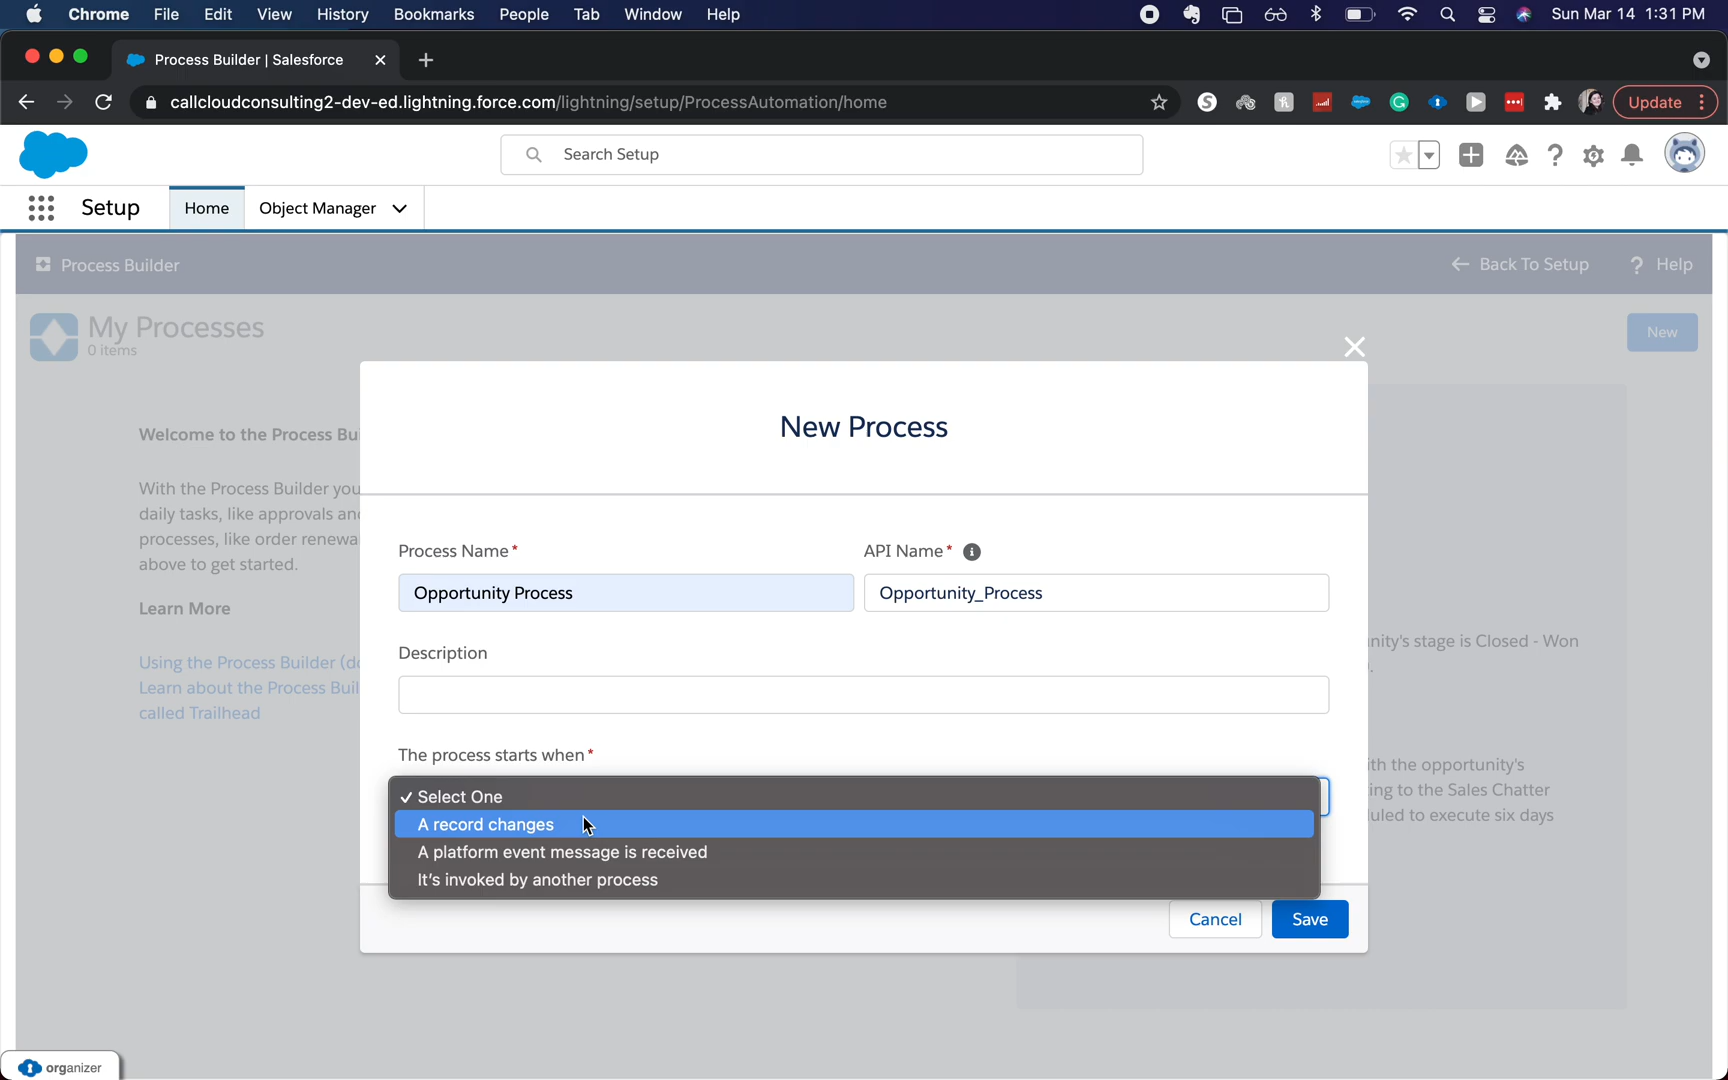 Chrome File Edit View History Bookmarks People Tab Window Help Sun Mar 14 1:31 PM
Process Builder | Salesforce
callcloudconsulting2-dev-ed.lightning.force.com/lightning/setup/ProcessAutomation/home Update
Search Setup
Setup Home Object Manager
Process Builder Back To Setup ? Help
My Processes
0 items
New
New Process
Welcome to the Process Bui
With the Process Builder you
daily tasks, like approvals an
processes, like order renewa
above to get started.
Learn More
Using the Process Builder (do
Learn about the Process Buil
called Trailhead
Process Name* API Name*
Opportunity Process Opportunity_Process
Description
The process starts when*
✓ Select One
A record changes
A platform event message is received
It's invoked by another process
nity's stage is Closed - Won
ith the opportunity's
ing to the Sales Chatter
uled to execute six days
Cancel Save
organizer